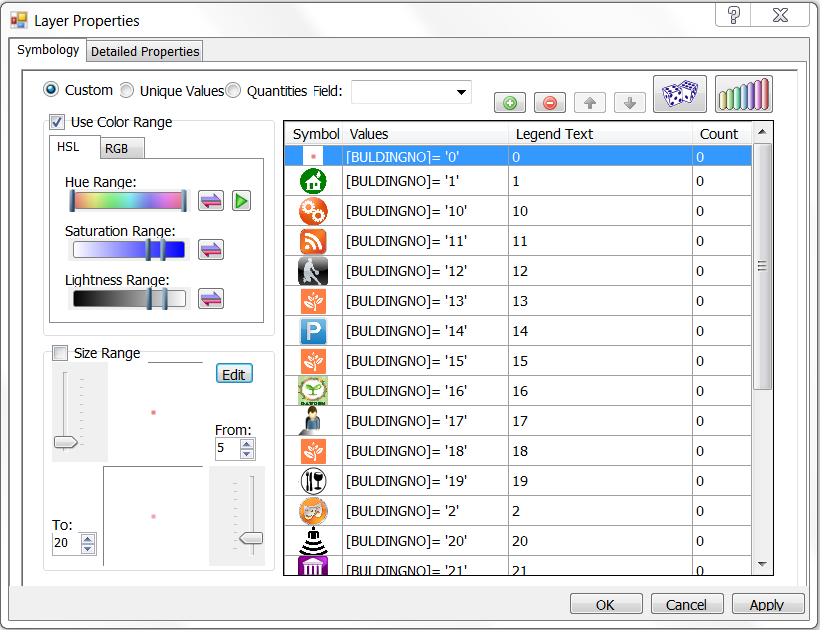 Layer Properties
Symbology Detailed Properties
Custom Unique Values Quantities Field:
Use Color Range
HSL RGB
Hue Range:
Saturation Range:
Lightness Range:
Size Range
Edit
From:
5
To:
20
Symbol Values Legend Text Count
[BULDINGNO]= '0' 0 0
[BULDINGNO]= '1' 1 0
[BULDINGNO]= '10' 10 0
[BULDINGNO]= '11' 11 0
[BULDINGNO]= '12' 12 0
[BULDINGNO]= '13' 13 0
P [BULDINGNO]= '14' 14 0
[BULDINGNO]= '15' 15 0
[BULDINGNO]= '16' 16 0
[BULDINGNO]= '17' 17 0
[BULDINGNO]= '18' 18 0
[BULDINGNO]= '19' 19 0
[BULDINGNO]= '2' 2 0
[BULDINGNO]= '20' 20 0
[BULDINGNO]= '21' 21 0
OK Cancel Apply